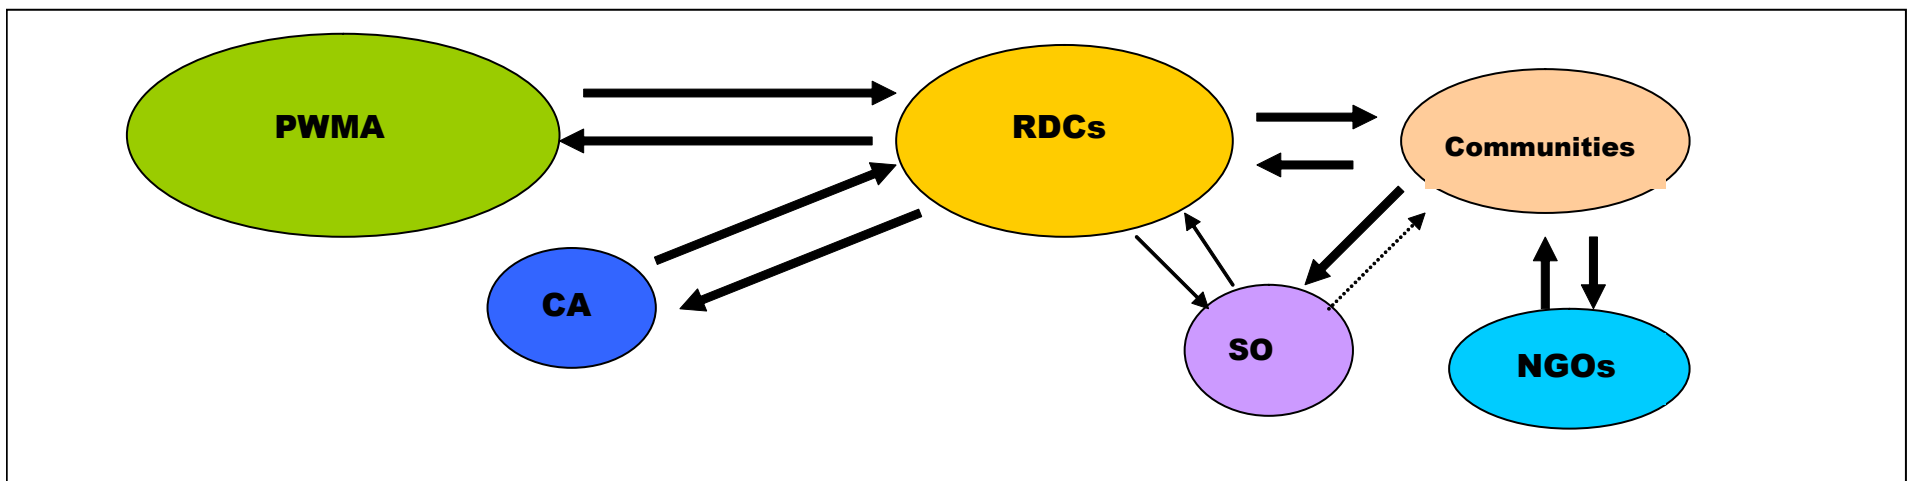 PWMA
RDCs
Communities
CA
SO
NGOs